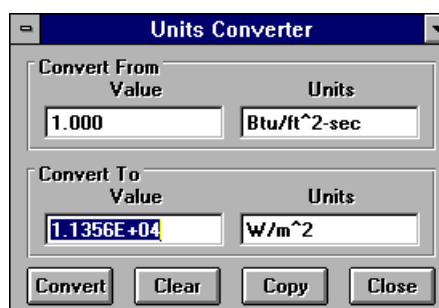 Units Converter
Convert From
Value Units
1.000 Btu/ft^2-sec
Convert To
Value Units
1.1356E+04 W/m^2
Convert Clear Copy Close